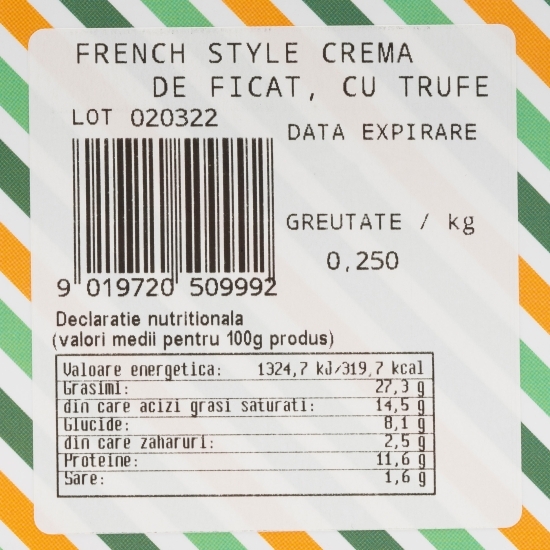 FRENCH STYLE CREMA
DE FICAT, CU TRUFE
LOT 020322
DATA EXPIRARE
GREUTATE / kg
0,250
9 019720 509992
Declaratie nutritionala
(valori medii pentru 100g produs)
Valoare energetica: 1324,7 kJ/319,7 kcal
Grasimi: 27,3 g
din care acizi grasi saturati: 14,5 g
Glucide: 8,1 g
din care zaharuri: 2,5 g
Proteine: 11,6 g
Sare: 1,6 g